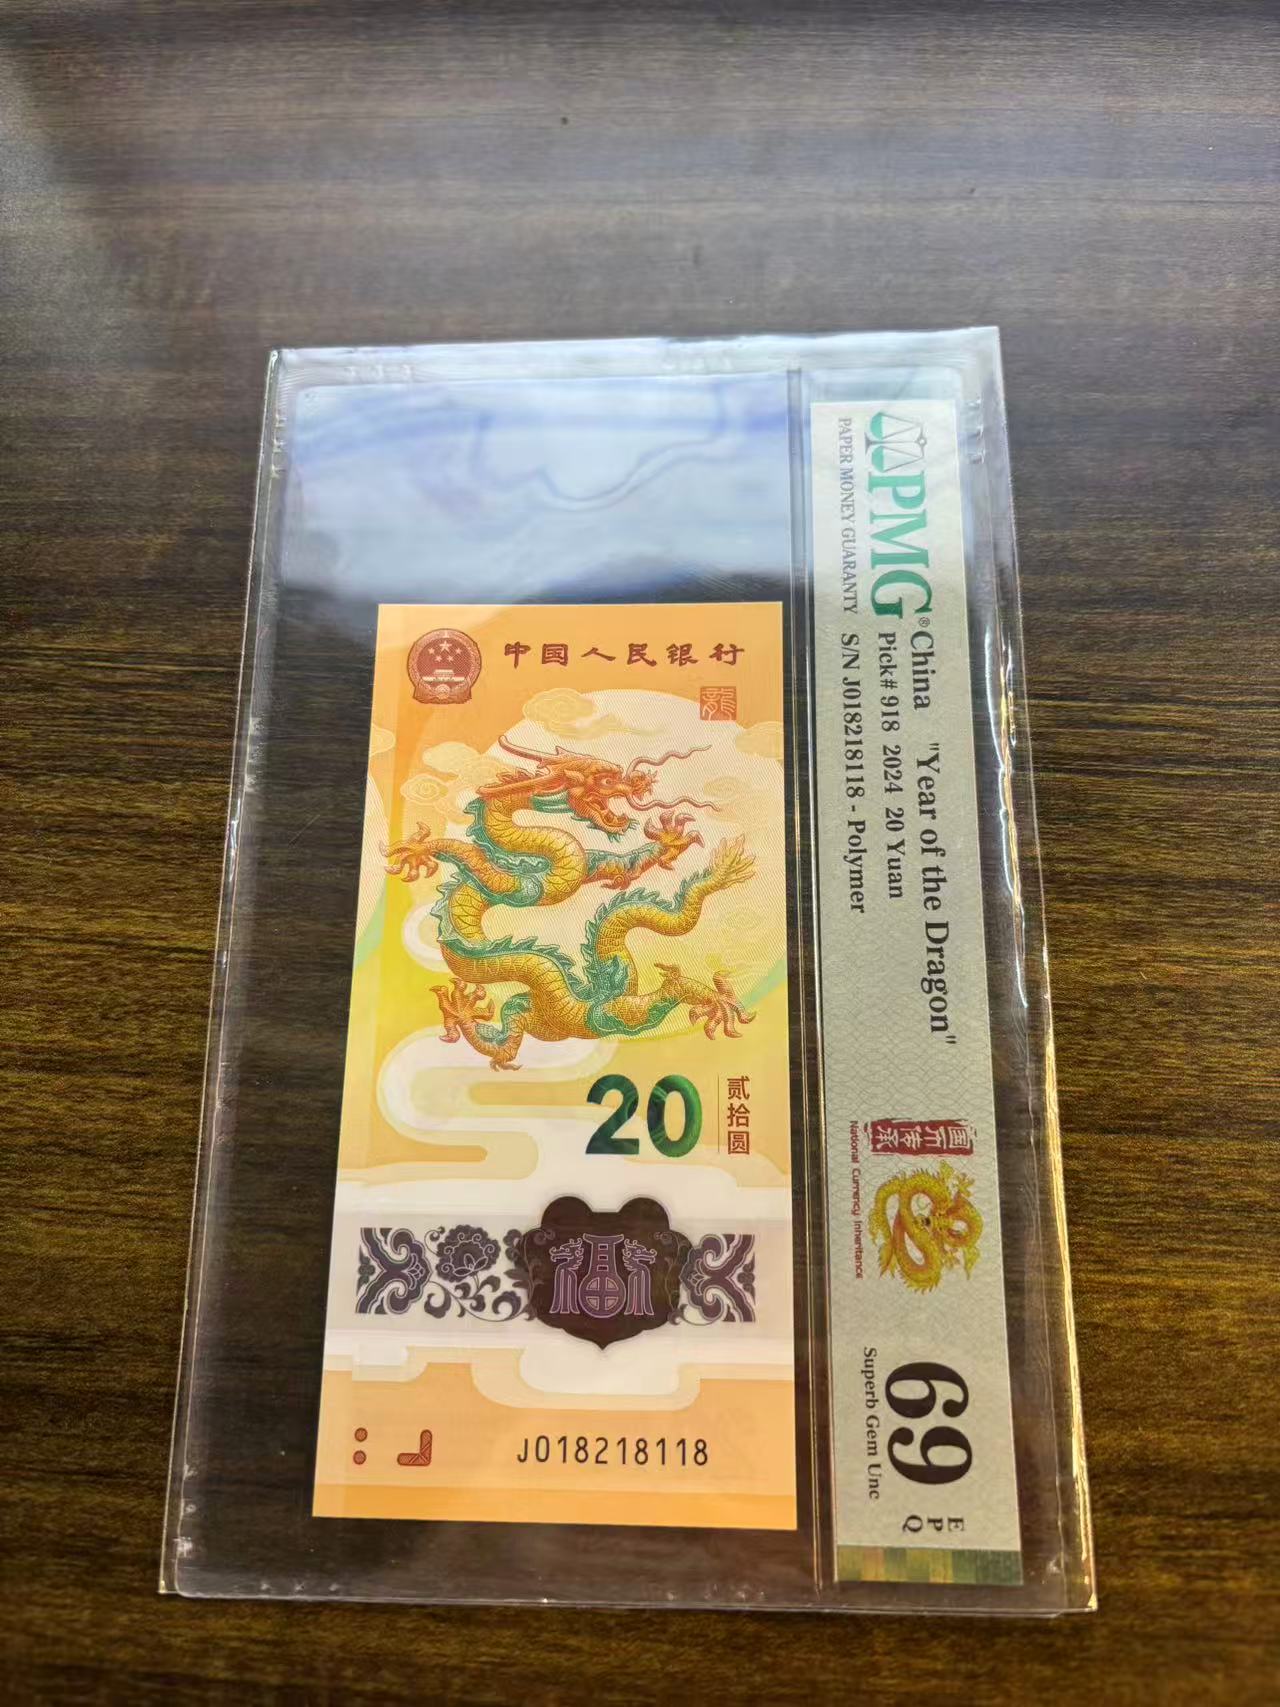 PMG®
PAPER MONEY GUARANTY
China "Year of the Dragon"
Pick# 918 2024 20 Yuan
S/N J018218118 - Polymer
国币传承
National Currency Inheritance
69
EPQ
Superb Gem Unc
中国人民银行
龍
20
贰拾圆
福
J018218118